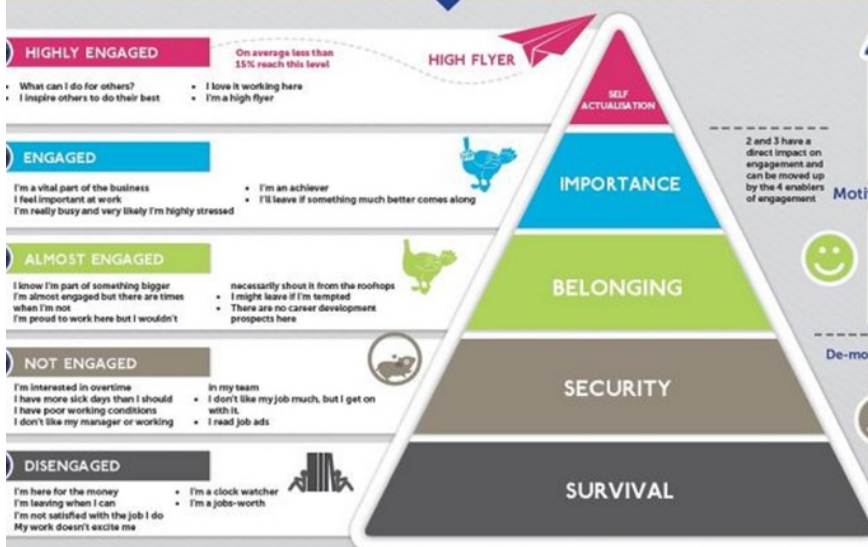 HIGHLY ENGAGED
On average less than
15% reach this level
HIGH FLYER
What can I do for others?
I inspire others to do their best
• I love it working here
• I'm a high flyer
SELF
ACTUALISATION
ENGAGED
I'm a vital part of the business
I feel important at work
I'm really busy and very likely I'm highly stressed
• I'm an achiever
• I'll leave if something much better comes along
IMPORTANCE
2 and 3 have a
direct impact on
engagement and
can be moved up
by the 4 enablers
of engagement
Moti
ALMOST ENGAGED
I know I'm part of something bigger
I'm almost engaged but there are times
when I'm not
I'm proud to work here but I wouldn't
necessarily shout it from the rooftops
• I might leave if I'm tempted
• There are no career development
prospects here
BELONGING
NOT ENGAGED
I'm interested in overtime
I have more sick days than I should
I have poor working conditions
I don't like my manager or working
in my team
• I don't like my job much, but I get on
with it.
• I read job ads
SECURITY
De-mo
DISENGAGED
I'm here for the money
I'm leaving when I can
I'm not satisfied with the job I do
My work doesn't excite me
• I'm a clock watcher
• I'm a jobs-worth
SURVIVAL